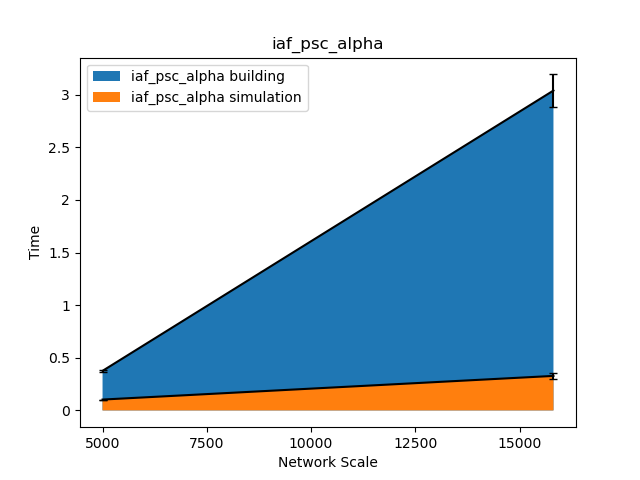 iaf_psc_alpha
iaf_psc_alpha building
iaf_psc_alpha simulation
3
2.5
2
1.5
1
0.5
0
Time
5000 7500 10000 12500 15000
Network Scale